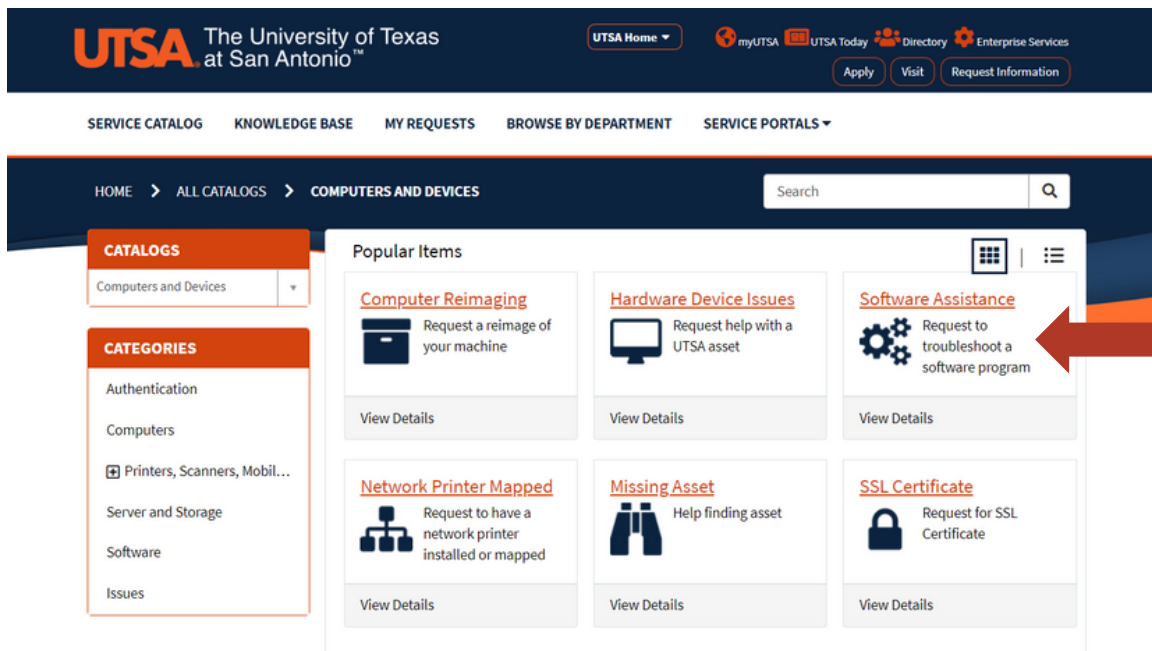 UTSA The University of Texas
at San Antonio™
UTSA Home
myUTSA UTSA Today Directory Enterprise Services
Apply Visit Request Information
SERVICE CATALOG KNOWLEDGE BASE MY REQUESTS BROWSE BY DEPARTMENT SERVICE PORTALS
HOME > ALL CATALOGS > COMPUTERS AND DEVICES
Search
CATALOGS
Computers and Devices
CATEGORIES
Authentication
Computers
Printers, Scanners, Mobil...
Server and Storage
Software
Issues
Popular Items
Computer Reimaging
Request a reimage of
your machine
View Details
Hardware Device Issues
Request help with a
UTSA asset
View Details
Software Assistance
Request to
troubleshoot a
software program
View Details
Network Printer Mapped
Request to have a
network printer
installed or mapped
View Details
Missing Asset
Help finding asset
View Details
SSL Certificate
Request for SSL
Certificate
View Details